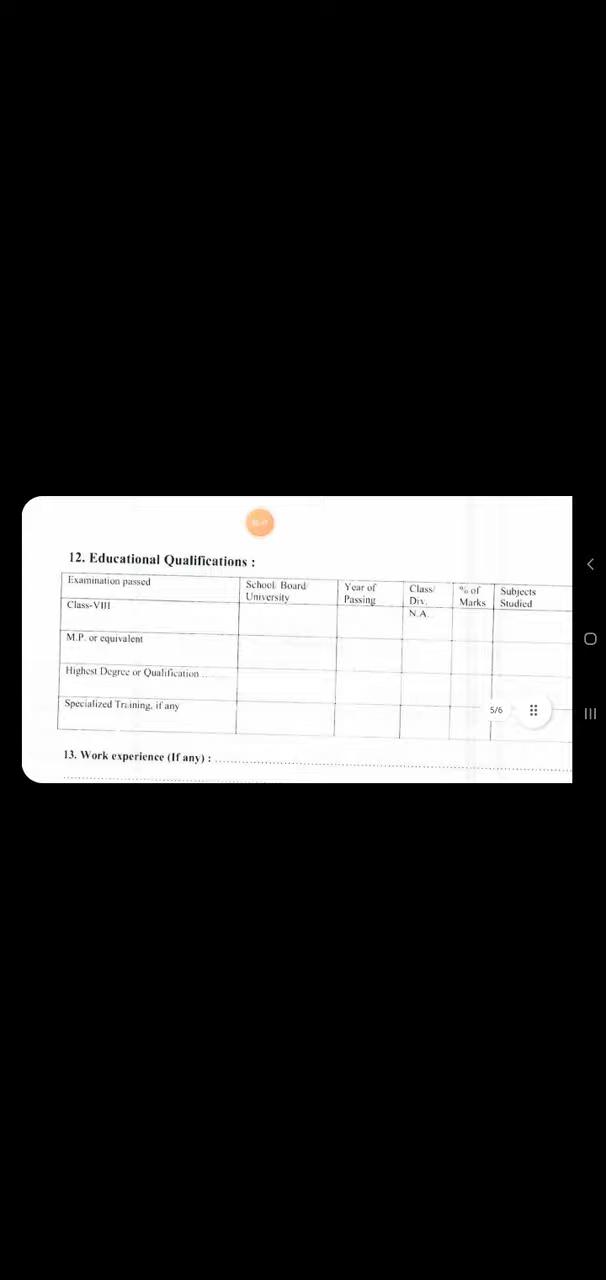 12. Educational Qualifications :
Examination passed
School/ Board/
University
Year of
Passing
Class/
Div.
% of
Marks
Subjects
Studied
Class-VIII
N.A.
M.P. or equivalent
Highest Degree or Qualification ....
Specialized Training, if any
5/6
13. Work experience (If any) : ................................................................